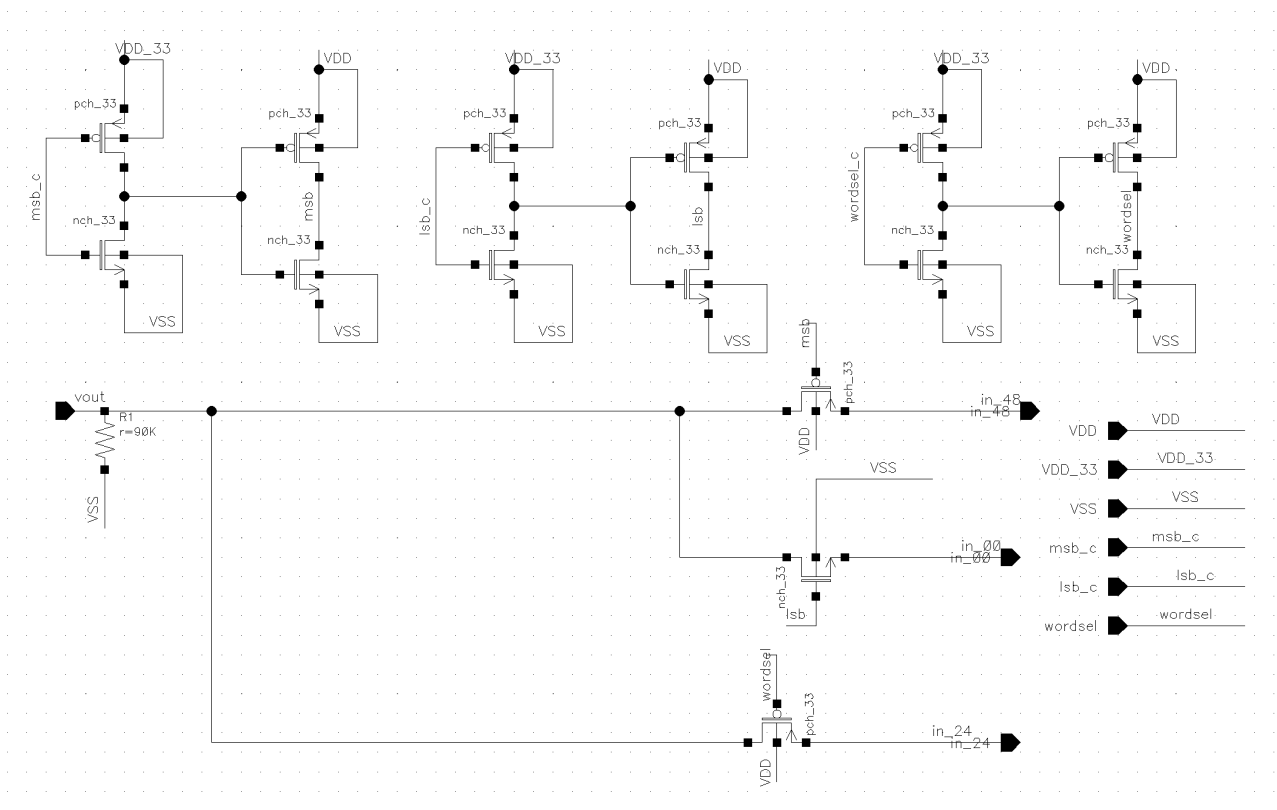 VDD_33
VDD
VDD_33
VDD
VDD_33
VDD
pch_33
pch_33
pch_33
pch_33
pch_33
pch_33
msb_c
msb
lsb_c
lsb
wordsel_c
wordsel
nch_33
nch_33
nch_33
nch_33
nch_33
nch_33
VSS
VSS
VSS
VSS
VSS
VSS
msb
pch_33
vout
R1
r=90K
VSS
in_48
in_48
VDD
VSS
in_00
in_00
nch_33
lsb
wordsel
pch_33
in_24
in_24
VDD
VDD VDD
VDD_33 VDD_33
VSS VSS
msb_c msb_c
lsb_c lsb_c
wordsel wordsel